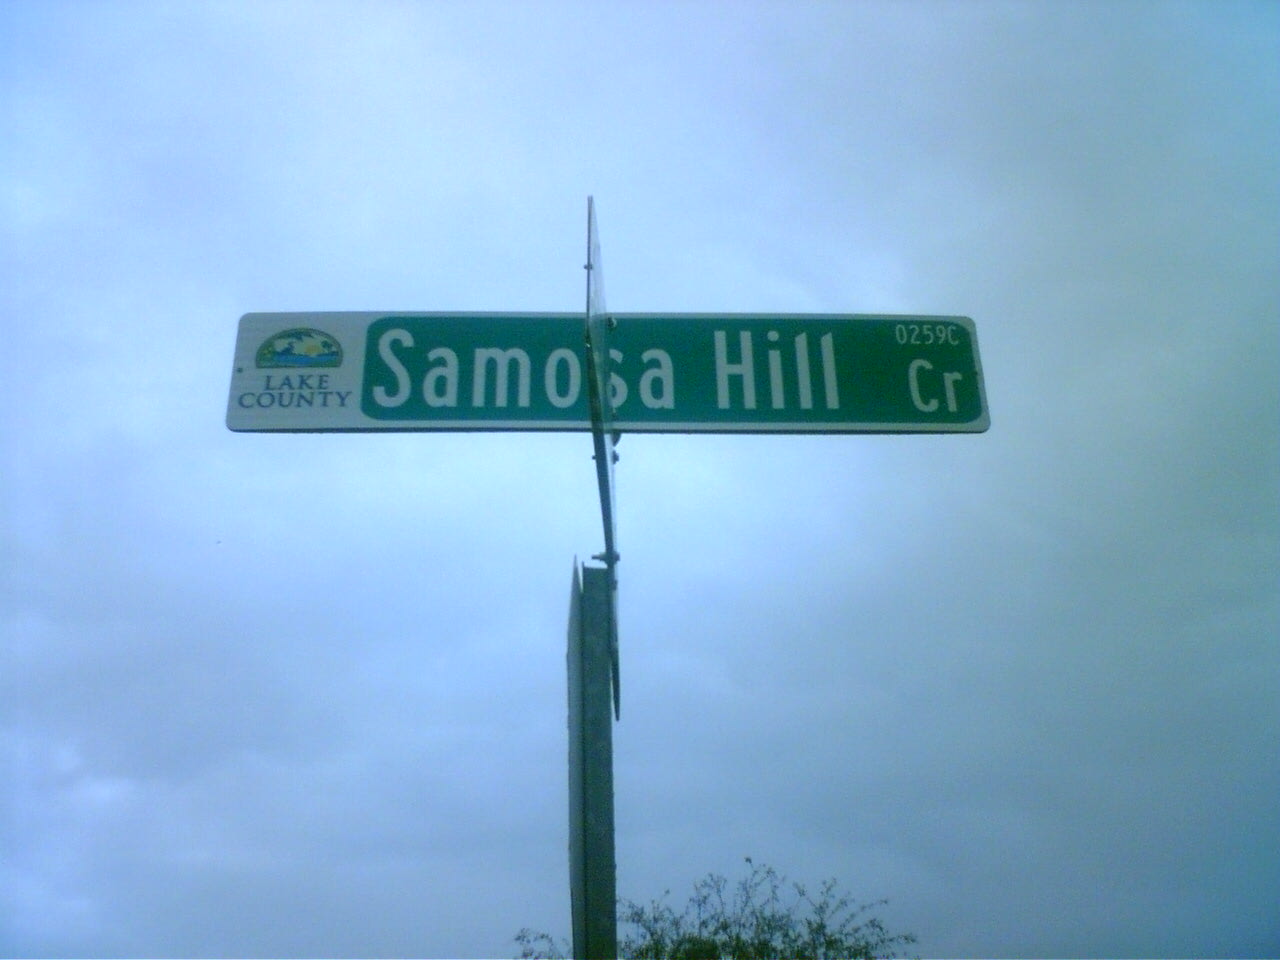 LAKE
COUNTY
Samosa Hill
0259C
Cr